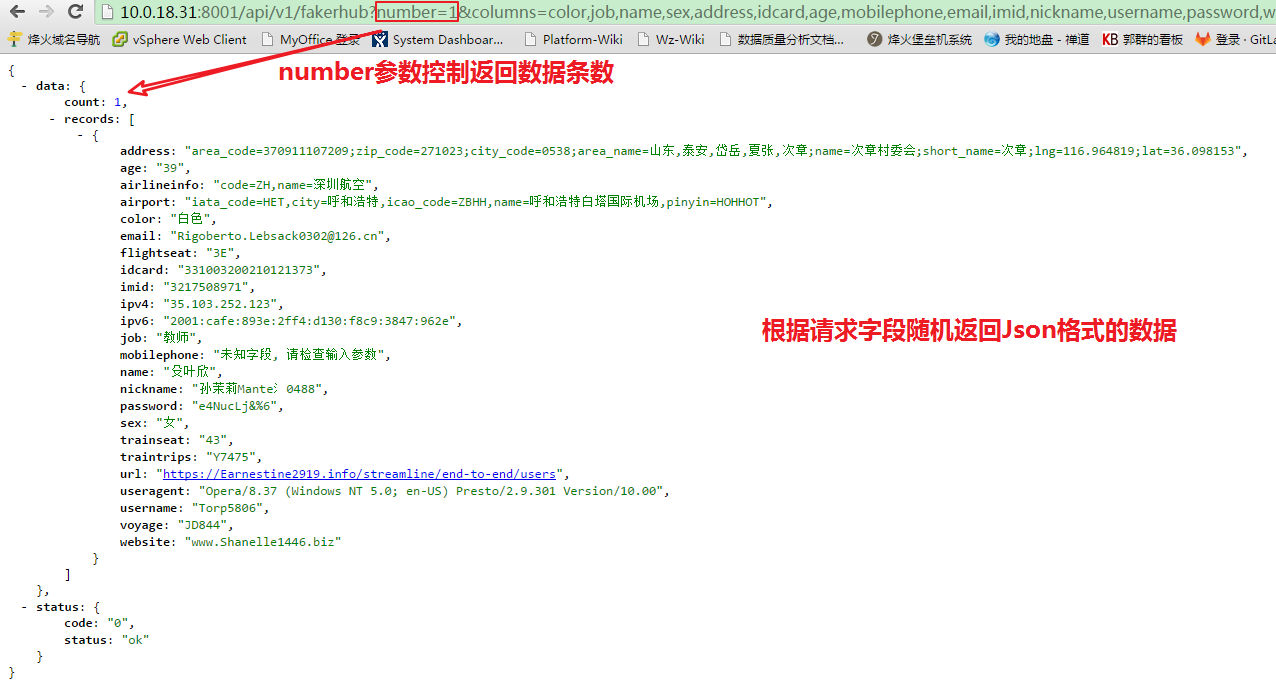 10.0.18.31:8001/api/v1/fakerhub?number=1&columns=color,job,name,sex,address,idcard,age,mobilephone,email,imid,nickname,username,password,w
烽火域名导航 vSphere Web Client MyOffice 登录 System Dashboar... Platform-Wiki Wz-Wiki 数据质量分析文档... 烽火堡垒机系统 我的地盘 - 禅道 KB 郭群的看板 登录 · GitLa
number参数控制返回数据条数
{
- data: {
count: 1,
- records: [
- {
address: "area_code=370911107209;zip_code=271023;city_code=0538;area_name=山东,泰安,岱岳,夏张,次章;name=次章村委会;short_name=次章;lng=116.964819;lat=36.098153",
age: "39",
airlineinfo: "code=ZH,name=深圳航空",
airport: "iata_code=HET,city=呼和浩特,icao_code=ZBHH,name=呼和浩特白塔国际机场,pinyin=HOHHOT",
color: "白色",
email: "Rigoberto.Lebsack0302@126.cn",
flightseat: "3E",
idcard: "331003200210121373",
imid: "3217508971",
ipv4: "35.103.252.123",
ipv6: "2001:cafe:893e:2ff4:d130:f8c9:3847:962e",
根据请求字段随机返回Json格式的数据
job: "教师",
mobilephone: "未知字段, 请检查输入参数",
name: "殳叶欣",
nickname: "孙茉莉Mante氵0488",
password: "e4NucLj&%6",
sex: "女",
trainseat: "43",
traintrips: "Y7475",
url: "https://Earnestine2919.info/streamline/end-to-end/users",
useragent: "Opera/8.37 (Windows NT 5.0; en-US) Presto/2.9.301 Version/10.00",
username: "Torp5806",
voyage: "JD844",
website: "www.Shanelle1446.biz"
}
]
},
- status: {
code: "0",
status: "ok"
}
}